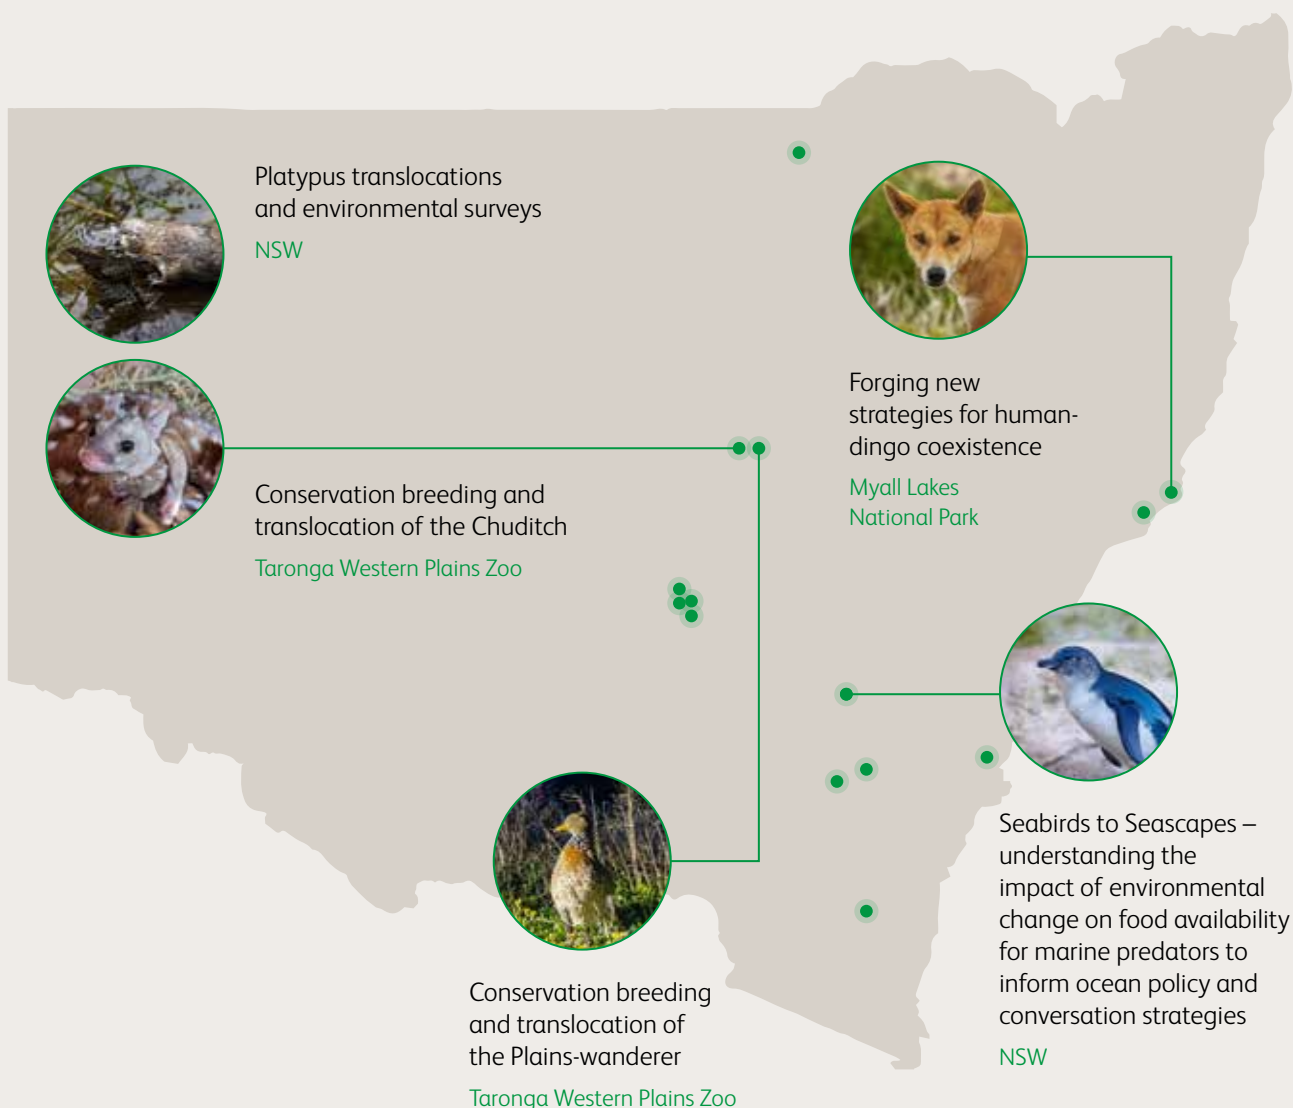 Platypus translocations
and environmental surveys
NSW
Conservation breeding and
translocation of the Chuditch
Taronga Western Plains Zoo
Forging new
strategies for human-
dingo coexistence
Myall Lakes
National Park
Conservation breeding
and translocation of
the Plains-wanderer
Taronga Western Plains Zoo
Seabirds to Seascapes –
understanding the
impact of environmental
change on food availability
for marine predators to
inform ocean policy and
conversation strategies
NSW